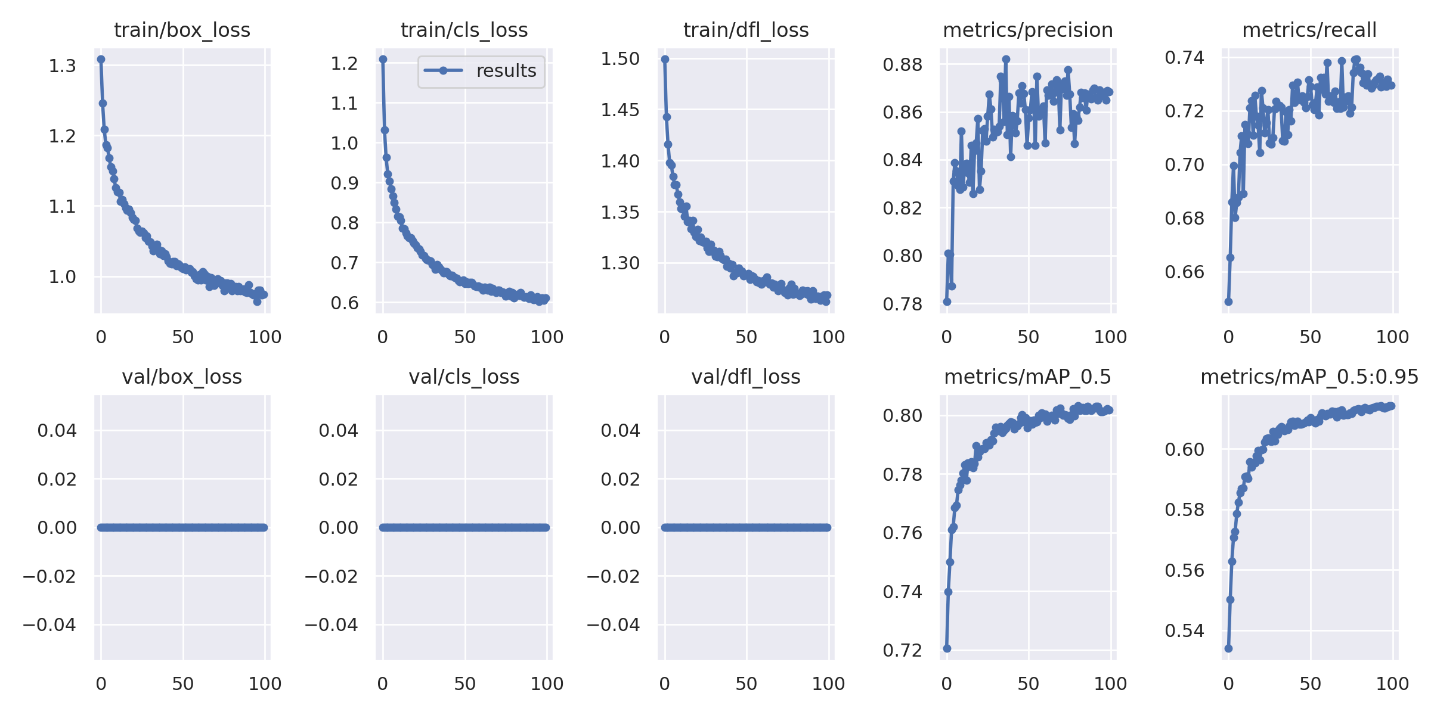 train/box_loss
1.3
1.2
1.1
1.0
0 50 100
train/cls_loss
results
1.2
1.1
1.0
0.9
0.8
0.7
0.6
0 50 100
train/dfl_loss
1.50
1.45
1.40
1.35
1.30
0 50 100
metrics/precision
0.88
0.86
0.84
0.82
0.80
0.78
0 50 100
metrics/recall
0.74
0.72
0.70
0.68
0.66
0 50 100
val/box_loss
0.04
0.02
0.00
−0.02
−0.04
0 50 100
val/cls_loss
0.04
0.02
0.00
−0.02
−0.04
0 50 100
val/dfl_loss
0.04
0.02
0.00
−0.02
−0.04
0 50 100
metrics/mAP_0.5
0.80
0.78
0.76
0.74
0.72
0 50 100
metrics/mAP_0.5:0.95
0.60
0.58
0.56
0.54
0 50 100